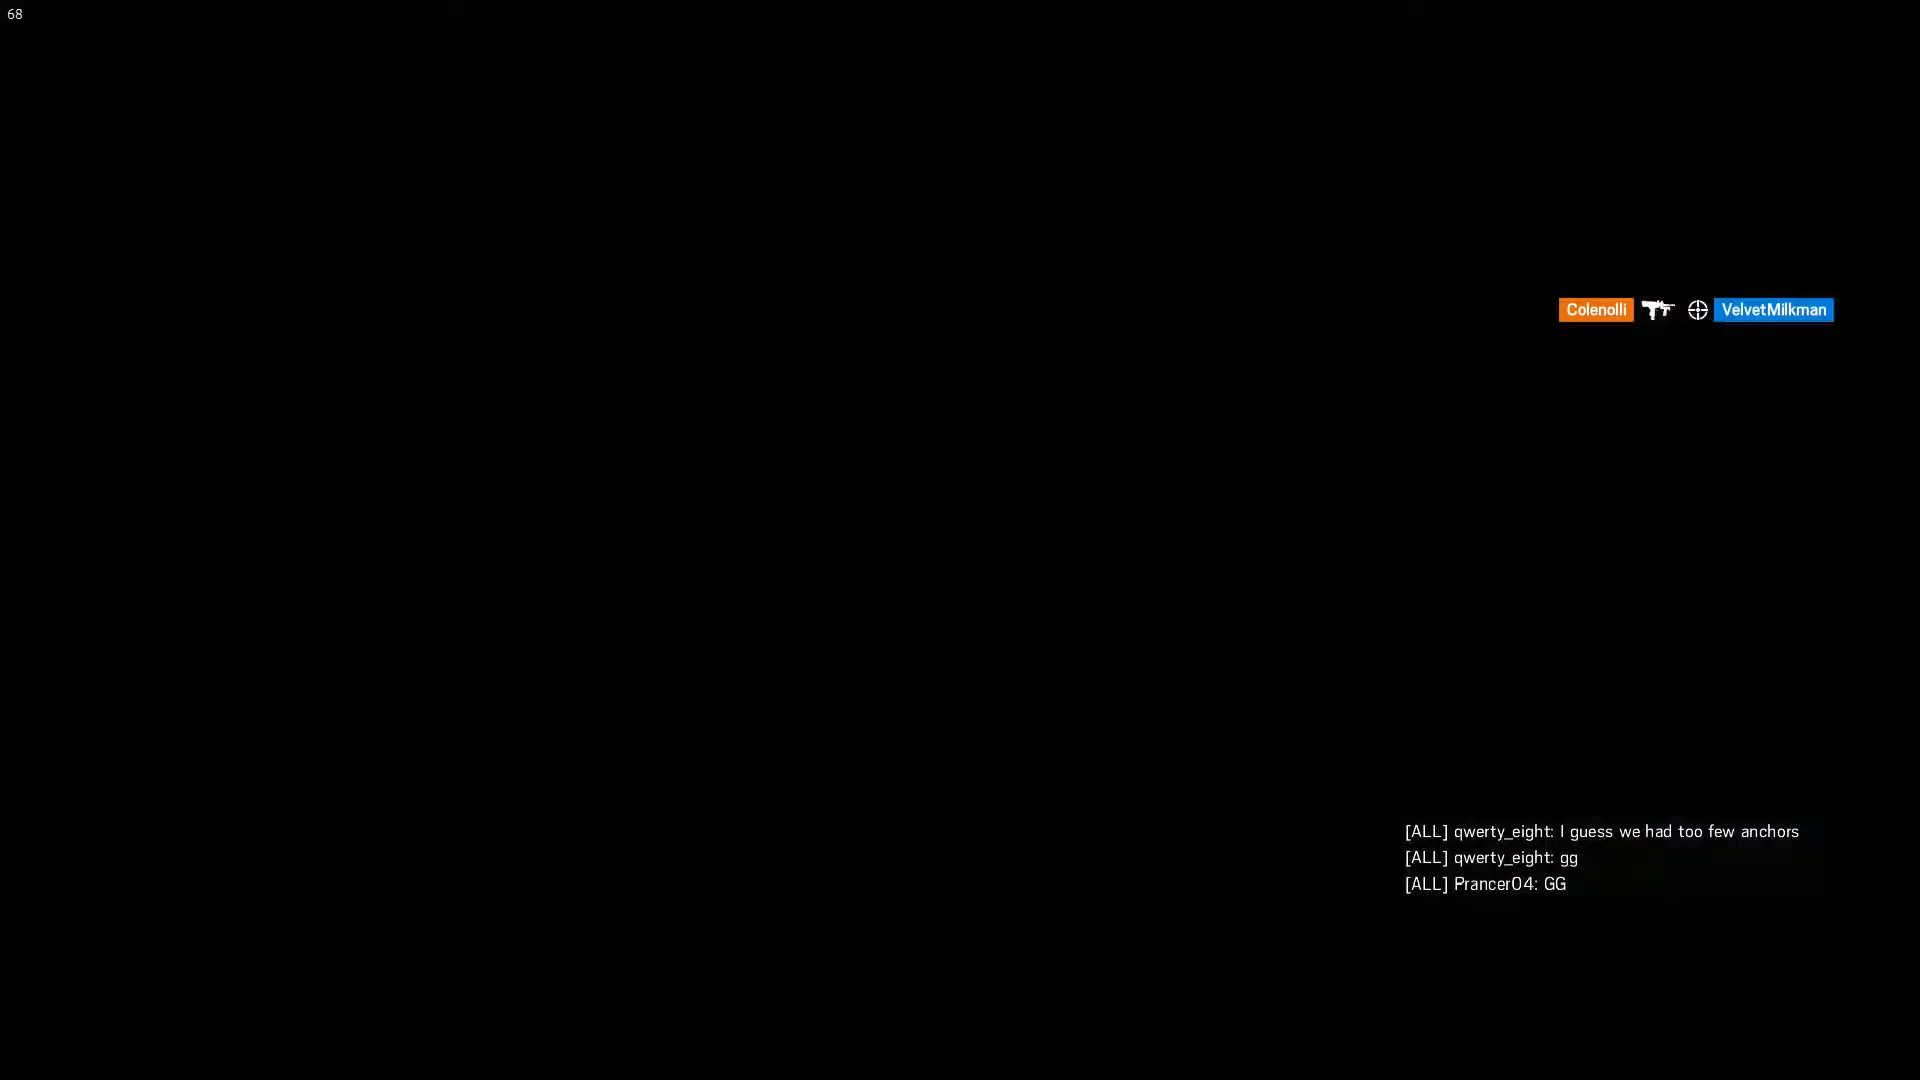 68
Colenolli VelvetMilkman
[ALL] qwerty_eight: I guess we had too few anchors
[ALL] qwerty_eight: gg
[ALL] Prancer04: GG